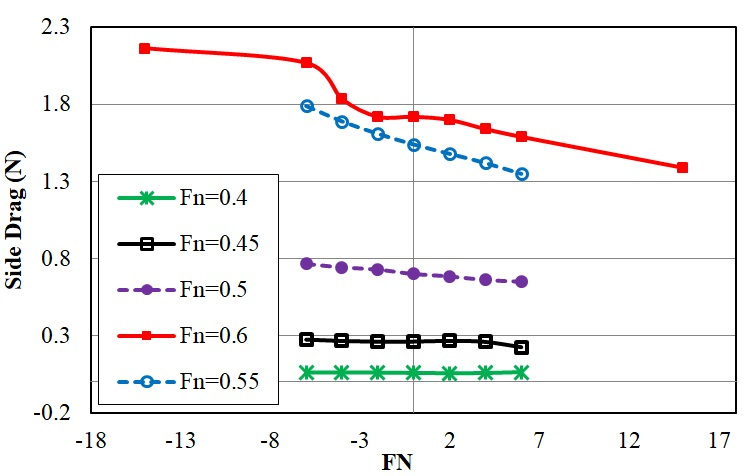 2.3
1.8
1.3
0.8
0.3
-0.2
Side Drag (N)
Fn=0.4
Fn=0.45
Fn=0.5
Fn=0.6
Fn=0.55
-18 -13 -8 -3 2 7 12 17
FN